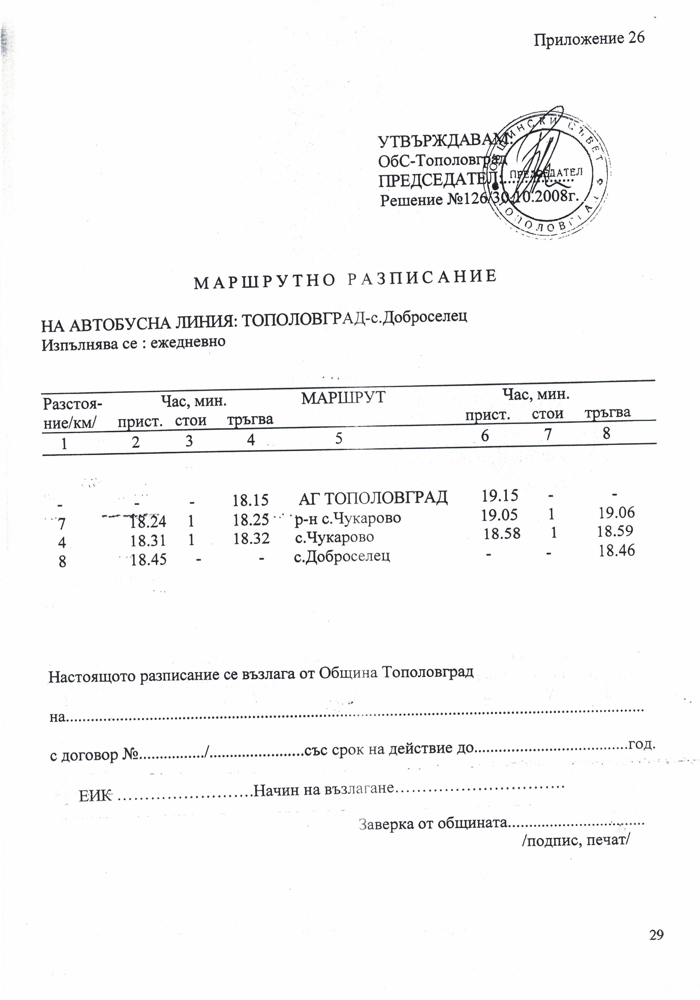 Приложение 26
УТВЪРЖДАВАМ:
ОбС-Тополовград
ПРЕДСЕДАТЕЛ:..................
Решение №126/30.10.2008г.
ОБЩИНСКИ СЪВЕТ
ПРЕДСЕДАТЕЛ
МАРШРУТНО РАЗПИСАНИЕ
НА АВТОБУСНА ЛИНИЯ: ТОПОЛОВГРАД-с.Доброселец
Изпълнява се : ежедневно
Разстоя- Час, мин. МАРШРУТ Час, мин.
ние/км/ прист. стои тръгва прист. стои тръгва
1 2 3 4 5 6 7 8
- - - 18.15 АГ ТОПОЛОВГРАД 19.15 - -
7 18.24 1 18.25 р-н с.Чукарово 19.05 1 19.06
4 18.31 1 18.32 с.Чукарово 18.58 1 18.59
8 18.45 - - с.Доброселец - - 18.46
Настоящото разписание се възлага от Община Тополовград
на..............................................................................................................
с договор №................/.......................със срок на действие до......................................год.
ЕИК ..........................Начин на възлагане................................
Заверка от общината..................................
/подпис, печат/
29